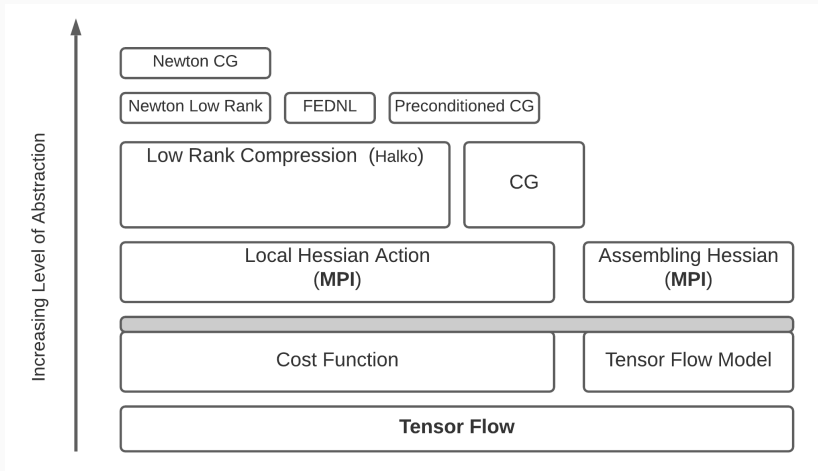 Newton CG
Newton Low Rank
FEDNL
Preconditioned CG
Low Rank Compression (Halko)
CG
Local Hessian Action
(MPI)
Assembling Hessian
(MPI)
Cost Function
Tensor Flow Model
Tensor Flow
Increasing Level of Abstraction